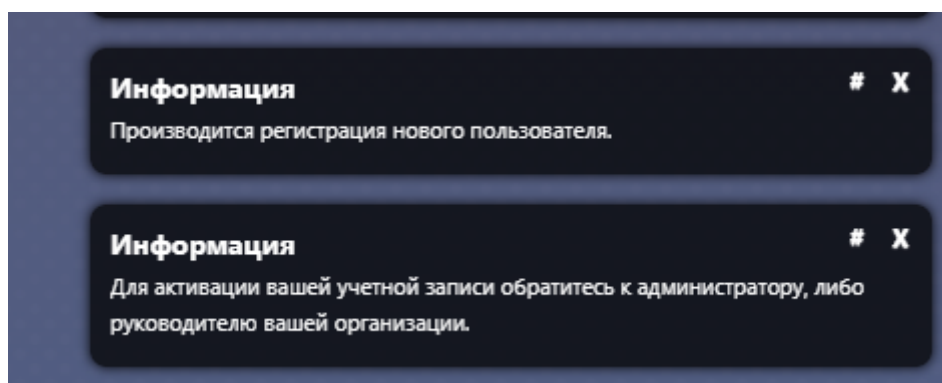 Информация # X
Производится регистрация нового пользователя.
Информация # X
Для активации вашей учетной записи обратитесь к администратору, либо
руководителю вашей организации.